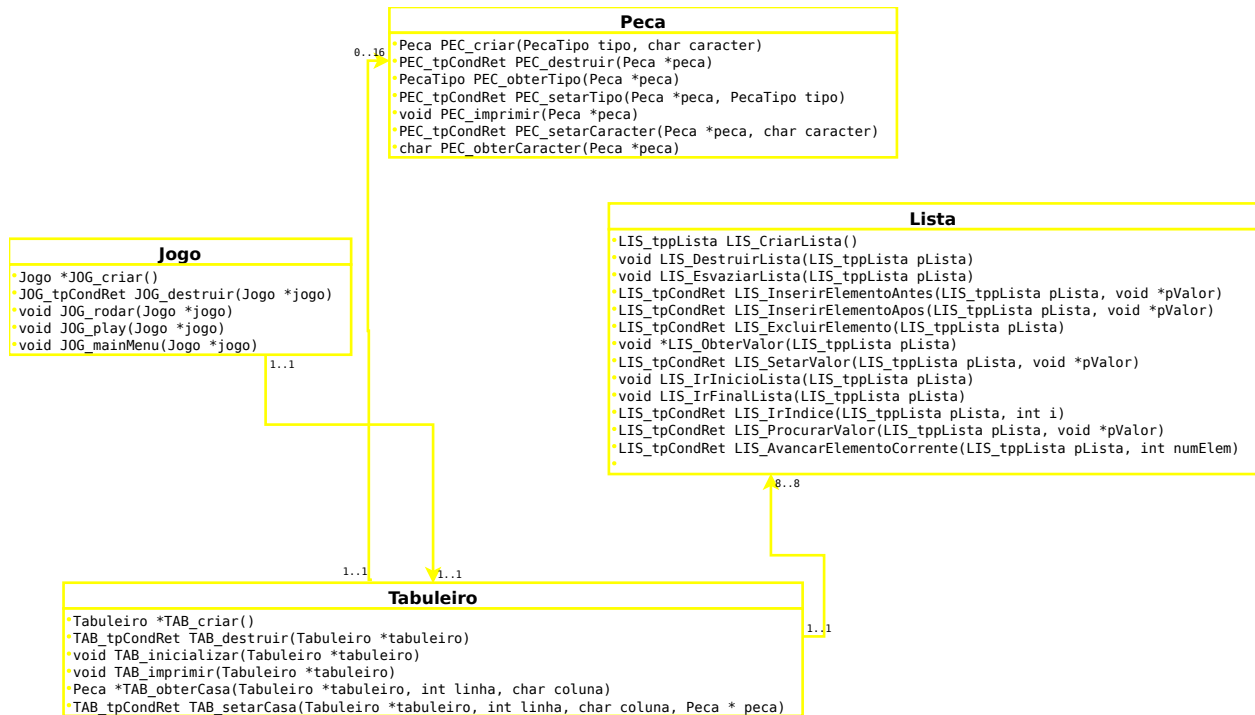 Peca
Peca PEC_criar(PecaTipo tipo, char caracter)
PEC_tpCondRet PEC_destruir(Peca *peca)
PecaTipo PEC_obterTipo(Peca *peca)
PEC_tpCondRet PEC_setarTipo(Peca *peca, PecaTipo tipo)
void PEC_imprimir(Peca *peca)
PEC_tpCondRet PEC_setarCaracter(Peca *peca, char caracter)
char PEC_obterCaracter(Peca *peca)
0..16
Lista
LIS_tppLista LIS_CriarLista()
void LIS_DestruirLista(LIS_tppLista pLista)
void LIS_EsvaziarLista(LIS_tppLista pLista)
LIS_tpCondRet LIS_InserirElementoAntes(LIS_tppLista pLista, void *pValor)
LIS_tpCondRet LIS_InserirElementoApos(LIS_tppLista pLista, void *pValor)
LIS_tpCondRet LIS_ExcluirElemento(LIS_tppLista pLista)
void *LIS_ObterValor(LIS_tppLista pLista)
LIS_tpCondRet LIS_SetarValor(LIS_tppLista pLista, void *pValor)
void LIS_IrInicioLista(LIS_tppLista pLista)
void LIS_IrFinalLista(LIS_tppLista pLista)
LIS_tpCondRet LIS_IrIndice(LIS_tppLista pLista, int i)
LIS_tpCondRet LIS_ProcurarValor(LIS_tppLista pLista, void *pValor)
LIS_tpCondRet LIS_AvancarElementoCorrente(LIS_tppLista pLista, int numElem)
8..8
Jogo
Jogo *JOG_criar()
JOG_tpCondRet JOG_destruir(Jogo *jogo)
void JOG_rodar(Jogo *jogo)
void JOG_play(Jogo *jogo)
void JOG_mainMenu(Jogo *jogo)
1..1
1..1
1..1
1..1
Tabuleiro
Tabuleiro *TAB_criar()
TAB_tpCondRet TAB_destruir(Tabuleiro *tabuleiro)
void TAB_inicializar(Tabuleiro *tabuleiro)
void TAB_imprimir(Tabuleiro *tabuleiro)
Peca *TAB_obterCasa(Tabuleiro *tabuleiro, int linha, char coluna)
TAB_tpCondRet TAB_setarCasa(Tabuleiro *tabuleiro, int linha, char coluna, Peca * peca)